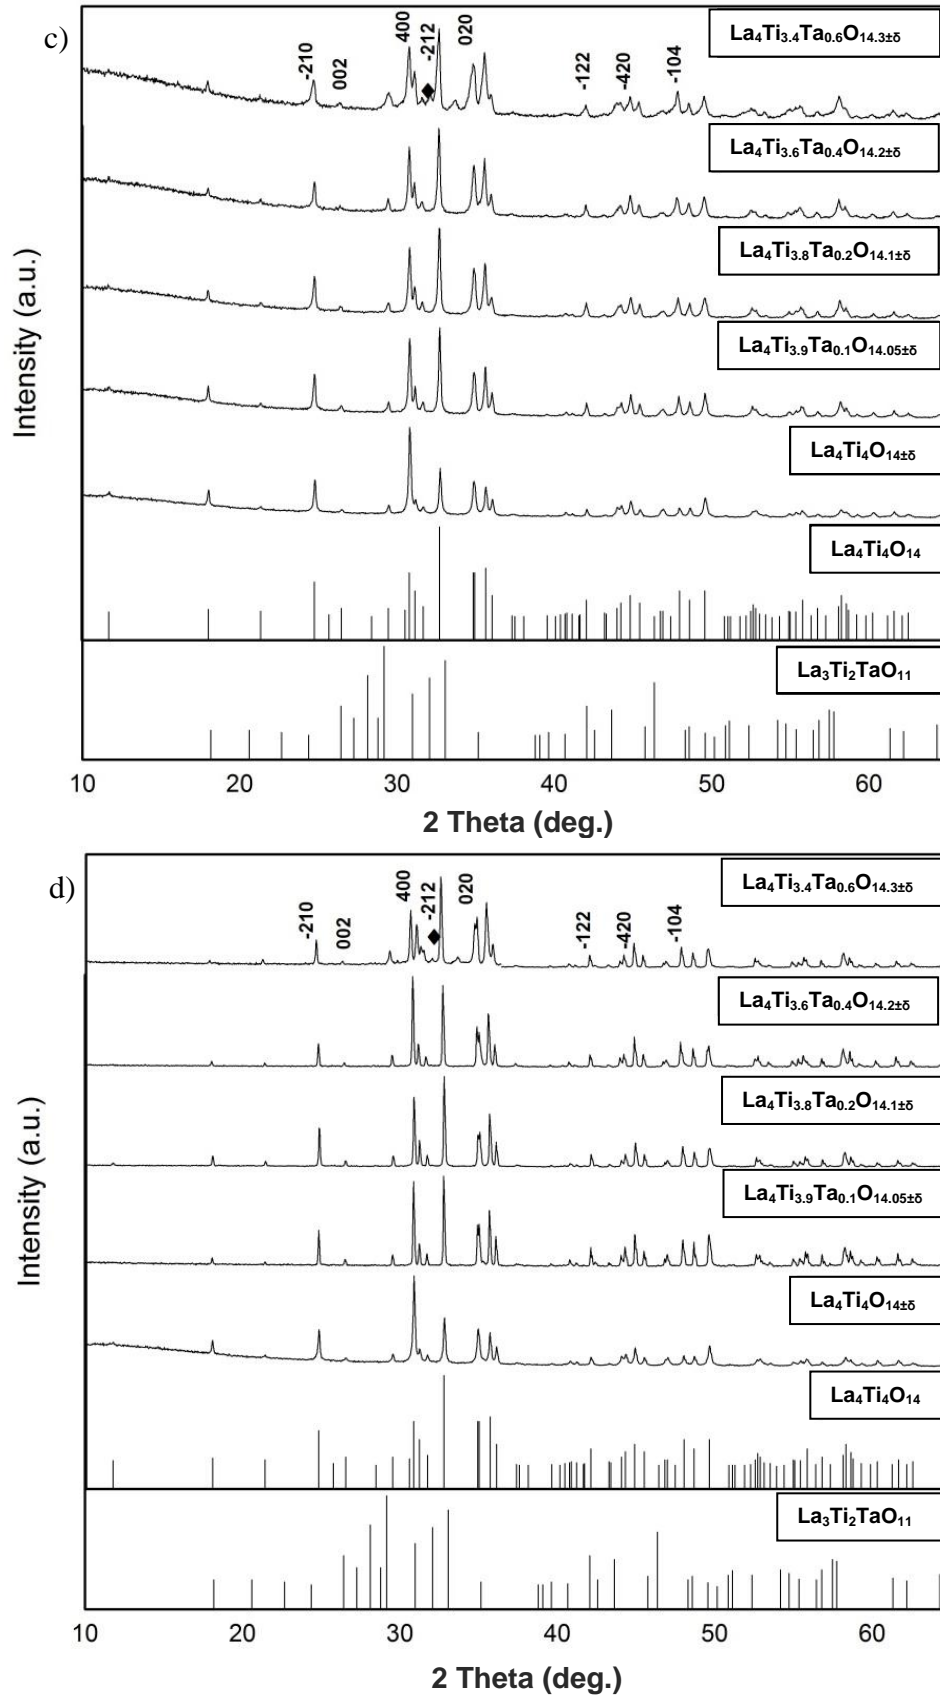 c)
400
-212
020
-210
002
-122
-420
-104
La₄Ti₃.₄Ta₀.₆O₁₄.₃±δ
La₄Ti₃.₆Ta₀.₄O₁₄.₂±δ
La₄Ti₃.₈Ta₀.₂O₁₄.₁±δ
La₄Ti₃.₉Ta₀.₁O₁₄.₀₅±δ
La₄Ti₄O₁₄±δ
La₄Ti₄O₁₄
La₃Ti₂TaO₁₁
Intensity (a.u.)
10 20 30 40 50 60
2 Theta (deg.)
d)
400
-212
020
-210
002
-122
-420
-104
La₄Ti₃.₄Ta₀.₆O₁₄.₃±δ
La₄Ti₃.₆Ta₀.₄O₁₄.₂±δ
La₄Ti₃.₈Ta₀.₂O₁₄.₁±δ
La₄Ti₃.₉Ta₀.₁O₁₄.₀₅±δ
La₄Ti₄O₁₄±δ
La₄Ti₄O₁₄
La₃Ti₂TaO₁₁
Intensity (a.u.)
10 20 30 40 50 60
2 Theta (deg.)